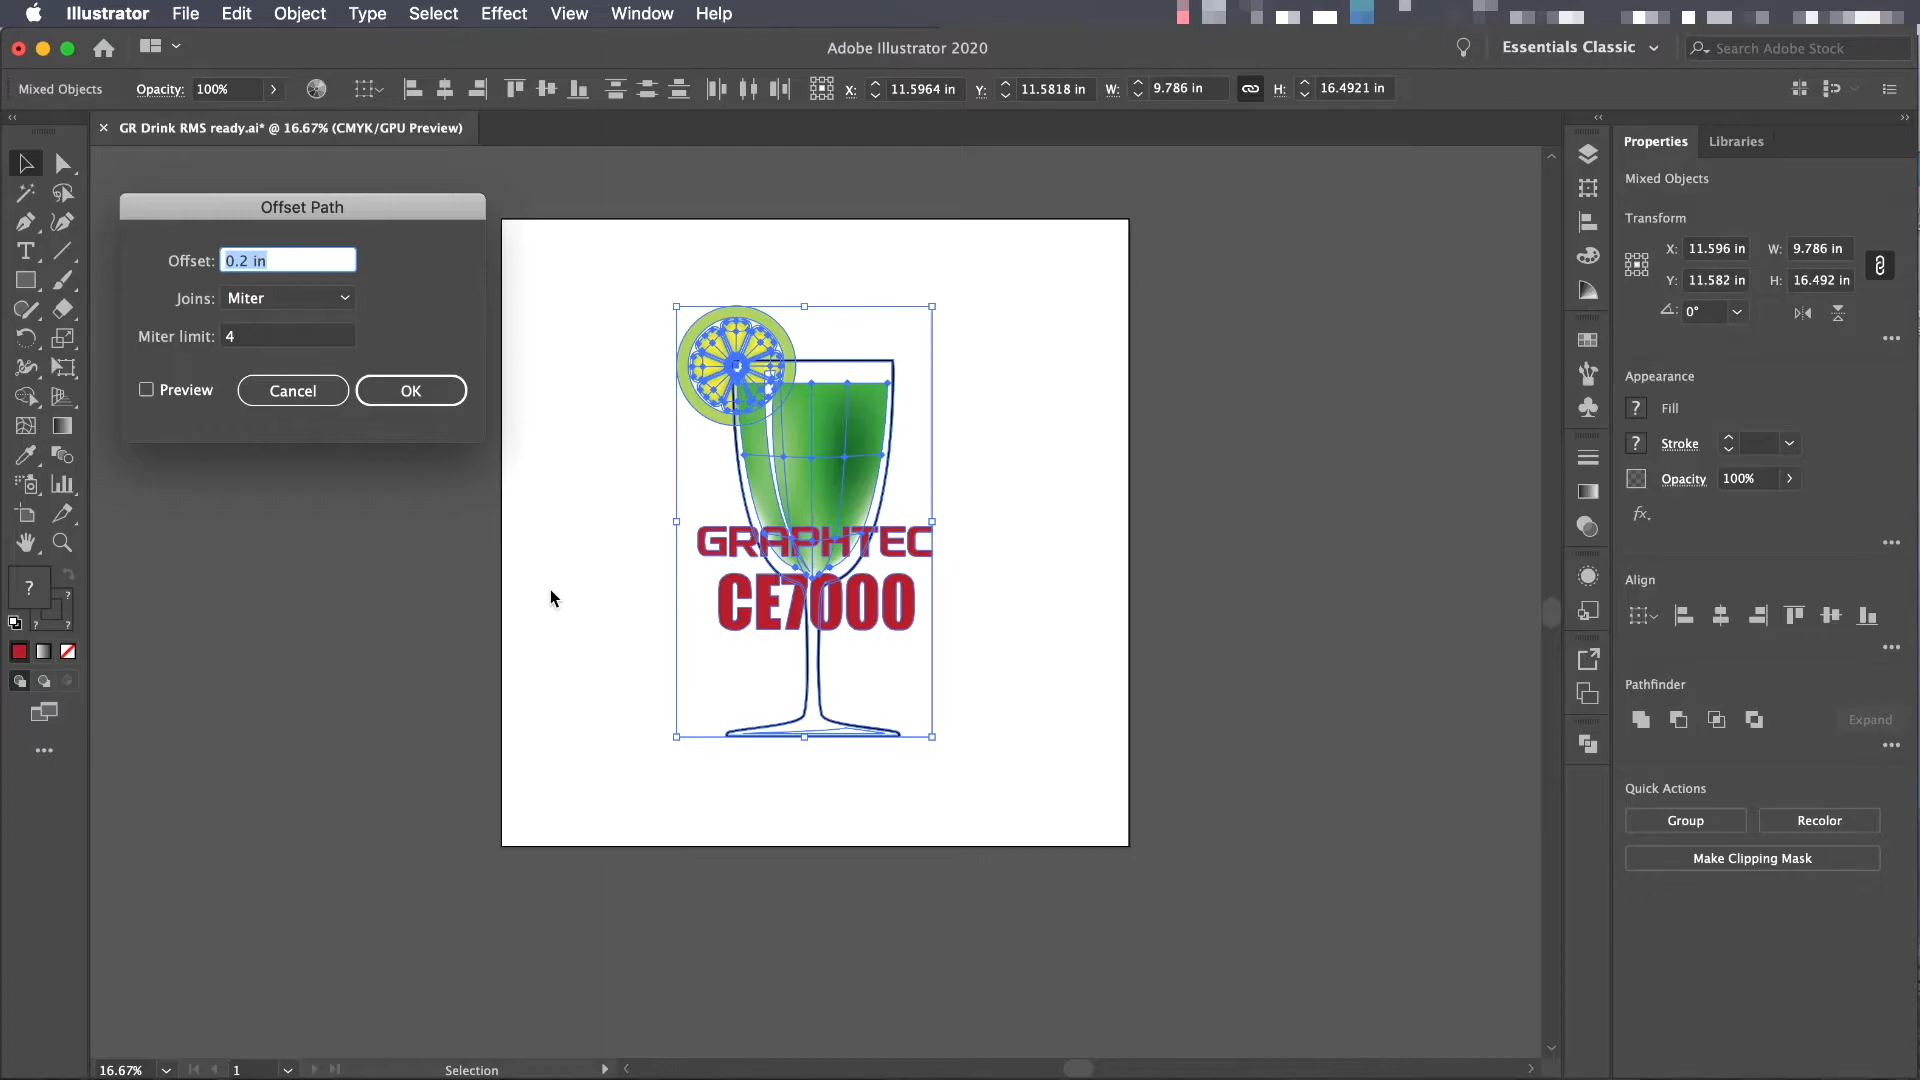 Illustrator File Edit Object Type Select Effect View Window Help
Adobe Illustrator 2020
Essentials Classic
Search Adobe Stock
Mixed Objects Opacity: 100% X: 11.5964 in Y: 11.5818 in W: 9.786 in H: 16.4921 in
GR Drink RMS ready.ai* @ 16.67% (CMYK/GPU Preview)
Offset Path
Offset: 0.2 in
Joins: Miter
Miter limit: 4
Preview Cancel OK
GRAPHTEC
CE7000
Properties Libraries
Mixed Objects
Transform
X: 11.596 in W: 9.786 in
Y: 11.582 in H: 16.492 in
0°
Appearance
? Fill
? Stroke
Opacity 100%
fx.
Align
Pathfinder
Expand
Quick Actions
Group Recolor
Make Clipping Mask
?
?
? ?
16.67% 1 Selection